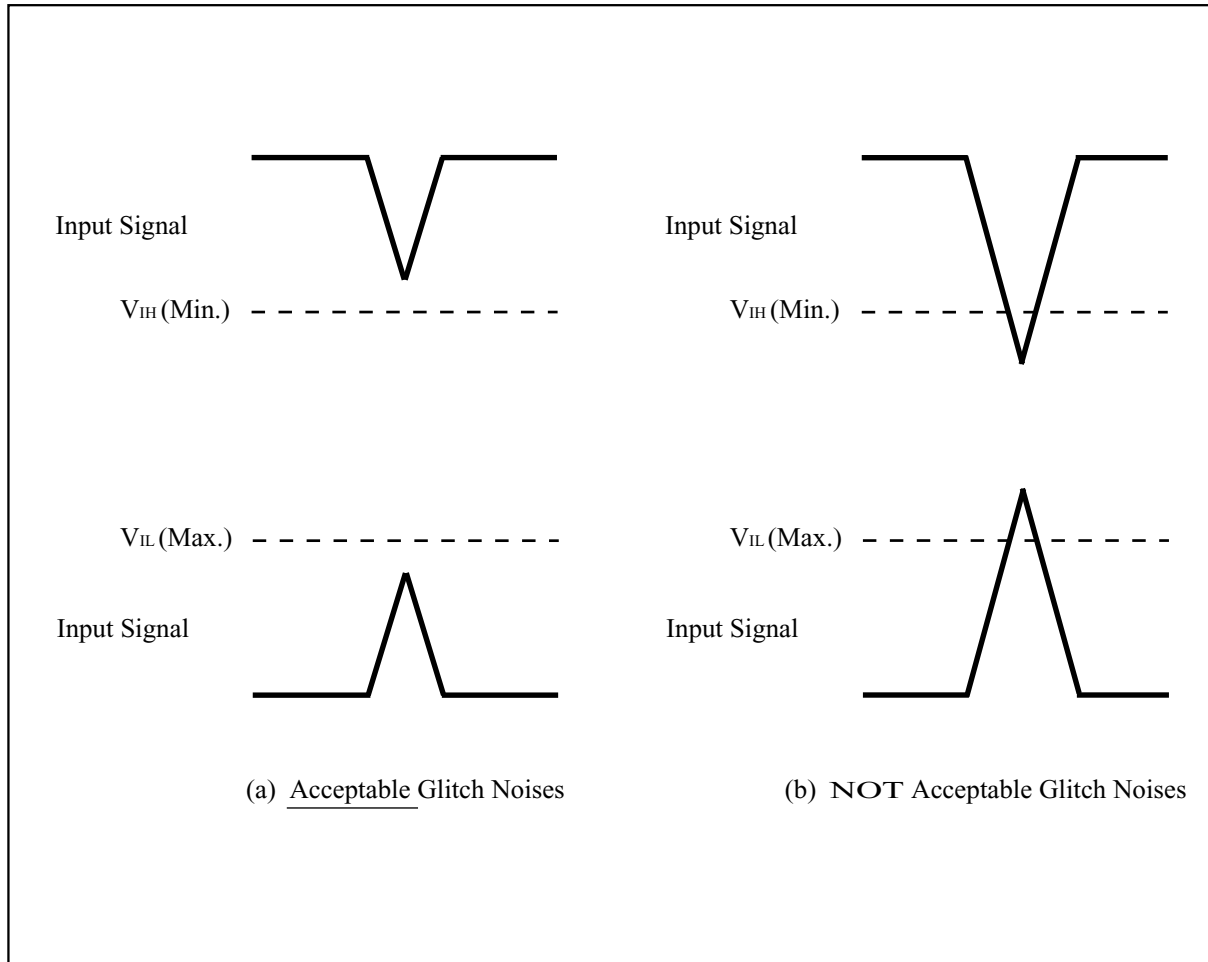 Input Signal
VIH (Min.)
VIL (Max.)
Input Signal
(a) Acceptable Glitch Noises
Input Signal
VIH (Min.)
VIL (Max.)
Input Signal
(b) NOT Acceptable Glitch Noises